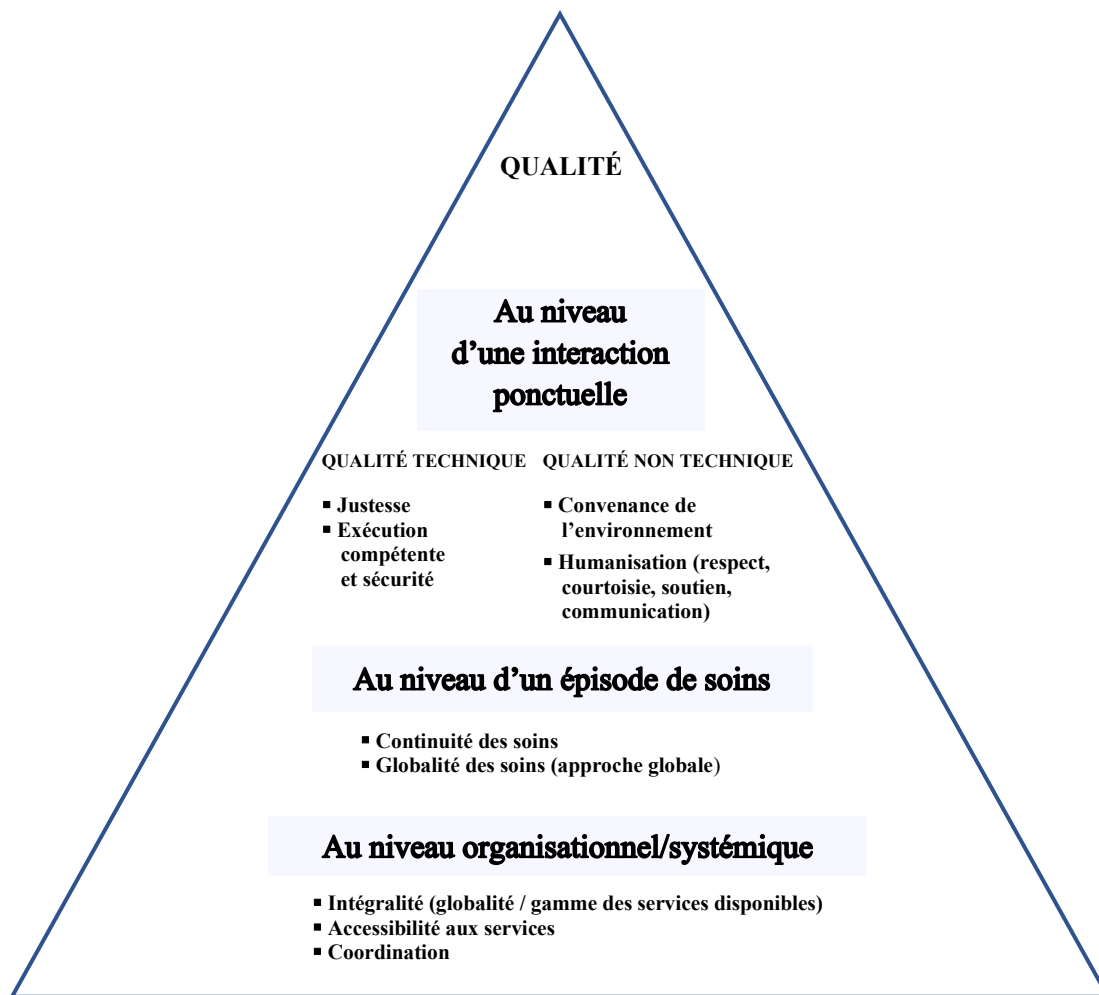 QUALITÉ
Au niveau
d’une interaction
ponctuelle
QUALITÉ TECHNIQUE
▪ Justesse
▪ Exécution
compétente
et sécurité
QUALITÉ NON TECHNIQUE
▪ Convenance de
l’environnement
▪ Humanisation (respect,
courtoisie, soutien,
communication)
Au niveau d’un épisode de soins
▪ Continuité des soins
▪ Globalité des soins (approche globale)
Au niveau organisationnel/systémique
▪ Intégralité (globalité / gamme des services disponibles)
▪ Accessibilité aux services
▪ Coordination